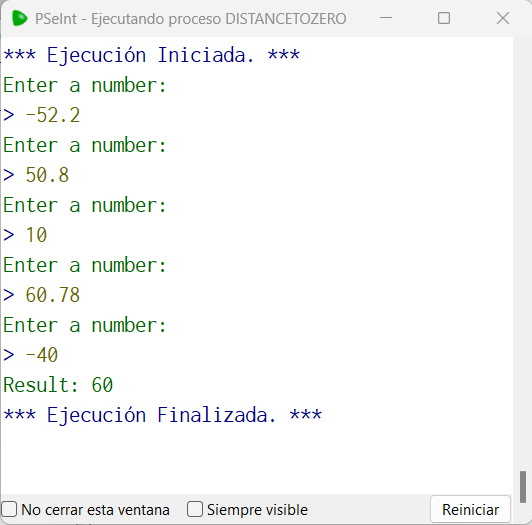 PSeInt - Ejecutando proceso DISTANCETOZERO
*** Ejecución Iniciada. ***
Enter a number:
> -52.2
Enter a number:
> 50.8
Enter a number:
> 10
Enter a number:
> 60.78
Enter a number:
> -40
Result: 60
*** Ejecución Finalizada. ***
No cerrar esta ventana
Siempre visible
Reiniciar